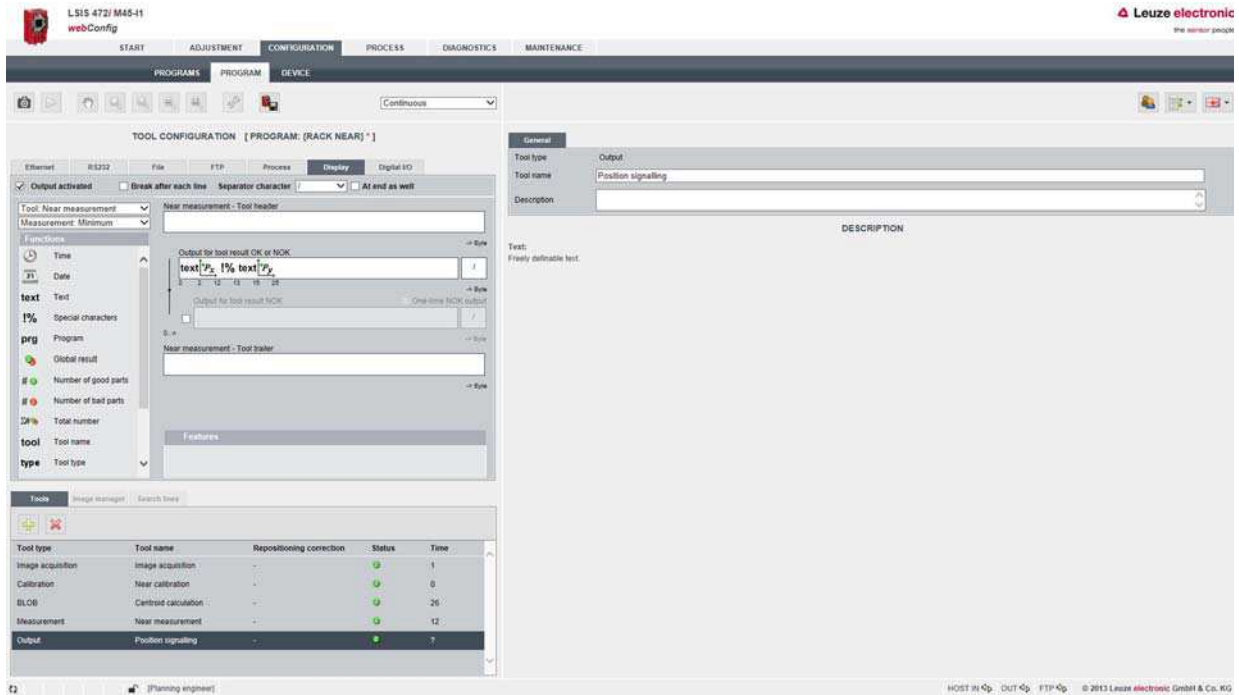 LSIS 472i M45-I1
webConfig
Leuze electronic
the sensor people
START ADJUSTMENT CONFIGURATION PROCESS DIAGNOSTICS MAINTENANCE
PROGRAMS PROGRAM DEVICE
Continuous
TOOL CONFIGURATION [ PROGRAM: (RACK NEAR) * ]
Ethernet RS232 File FTP Process Display Digital I/O
Output activated Break after each line Separator character / At end as well
Tool: Near measurement
Measurement: Minimum
Functions
Time
31 Date
text Text
!% Special characters
prg Program
Global result
# Number of good parts
# Number of bad parts
Total number
tool Tool name
type Tool type
Near measurement - Tool header
-> Byte
Output for tool result OK or NOK
text Px !% text Py /
-> Byte
Output for tool result NOK One-time NOK output
/
-> Byte
Near measurement - Tool trailer
-> Byte
Features
Tools Image manager Search lines
Tool type Tool name Repositioning correction Status Time
Image acquisition Image acquisition - 1
Calibration Near calibration - 0
BLOB Centroid calculation - 26
Measurement Near measurement - 12
Output Position signalling - ?
General
Tool type Output
Tool name Position signalling
Description
DESCRIPTION
Text:
Freely definable text.
[Planning engineer]
HOST IN OUT FTP © 2013 Leuze electronic GmbH & Co. KG